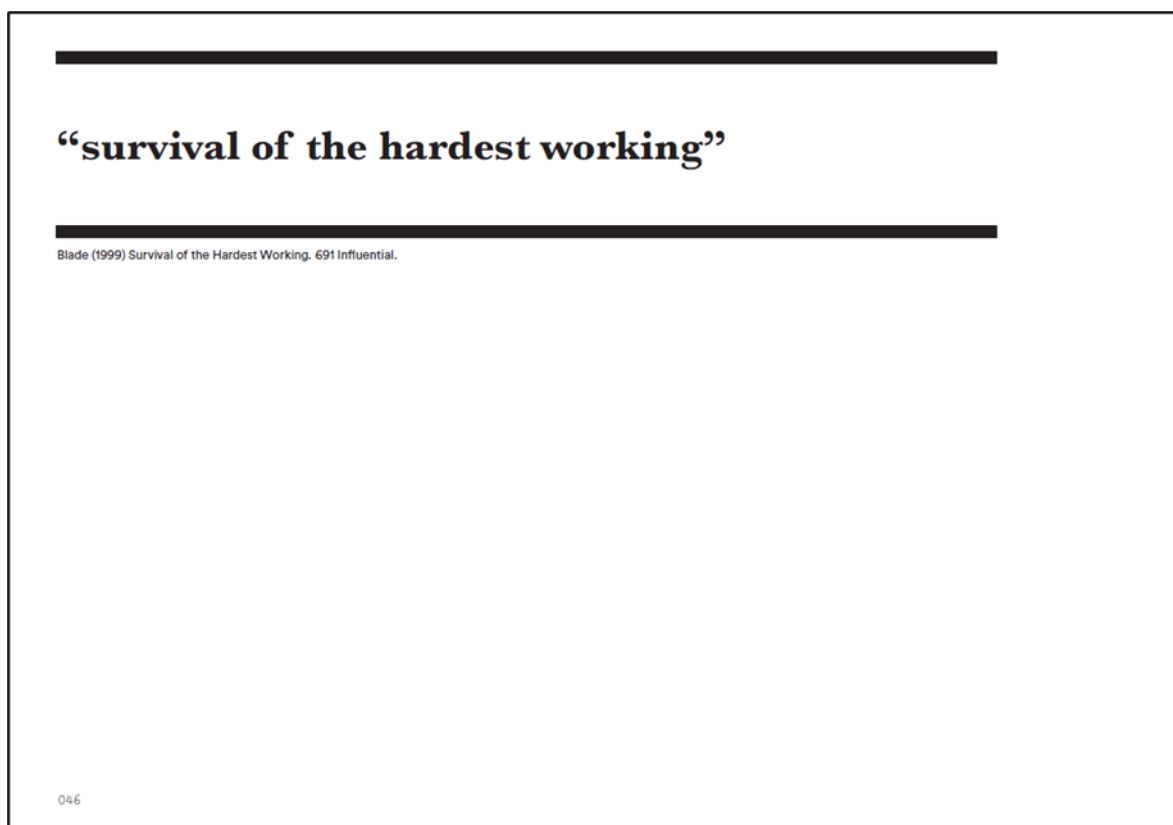 “survival of the hardest working”
Blade (1999) Survival of the Hardest Working. 691 Influential.
046